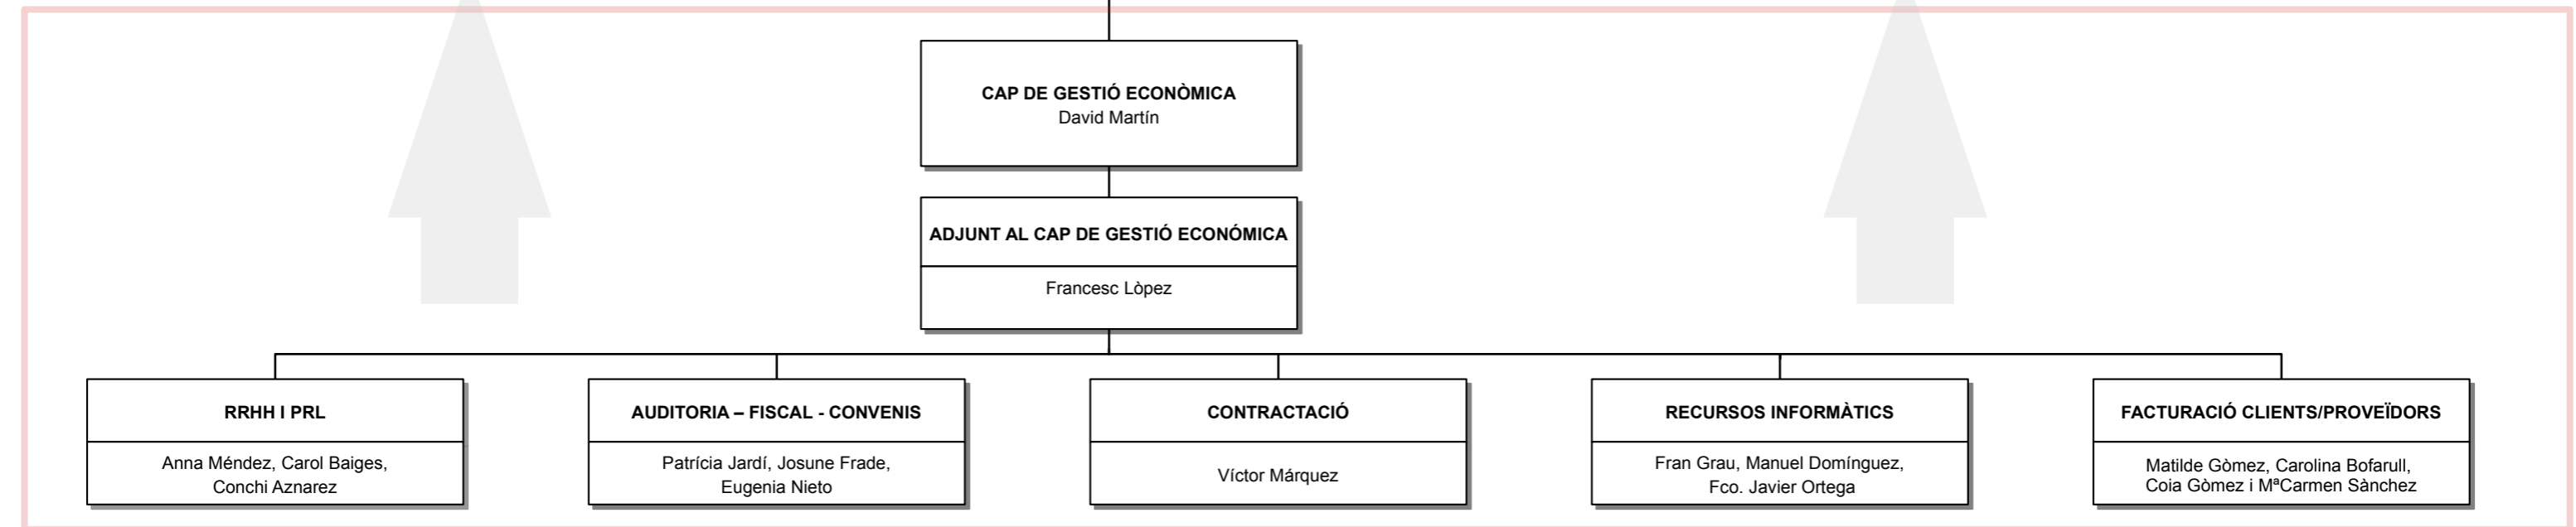 CAP DE GESTIÓ ECONÒMICA
David Martín
ADJUNT AL CAP DE GESTIÓ ECONÓMICA
Francesc Lòpez
RRHH I PRL
Anna Méndez, Carol Baiges,
Conchi Aznarez
AUDITORIA – FISCAL - CONVENIS
Patrícia Jardí, Josune Frade,
Eugenia Nieto
CONTRACTACIÓ
Víctor Márquez
RECURSOS INFORMÀTICS
Fran Grau, Manuel Domínguez,
Fco. Javier Ortega
FACTURACIÓ CLIENTS/PROVEÏDORS
Matilde Gòmez, Carolina Bofarull,
Coia Gòmez i MªCarmen Sànchez